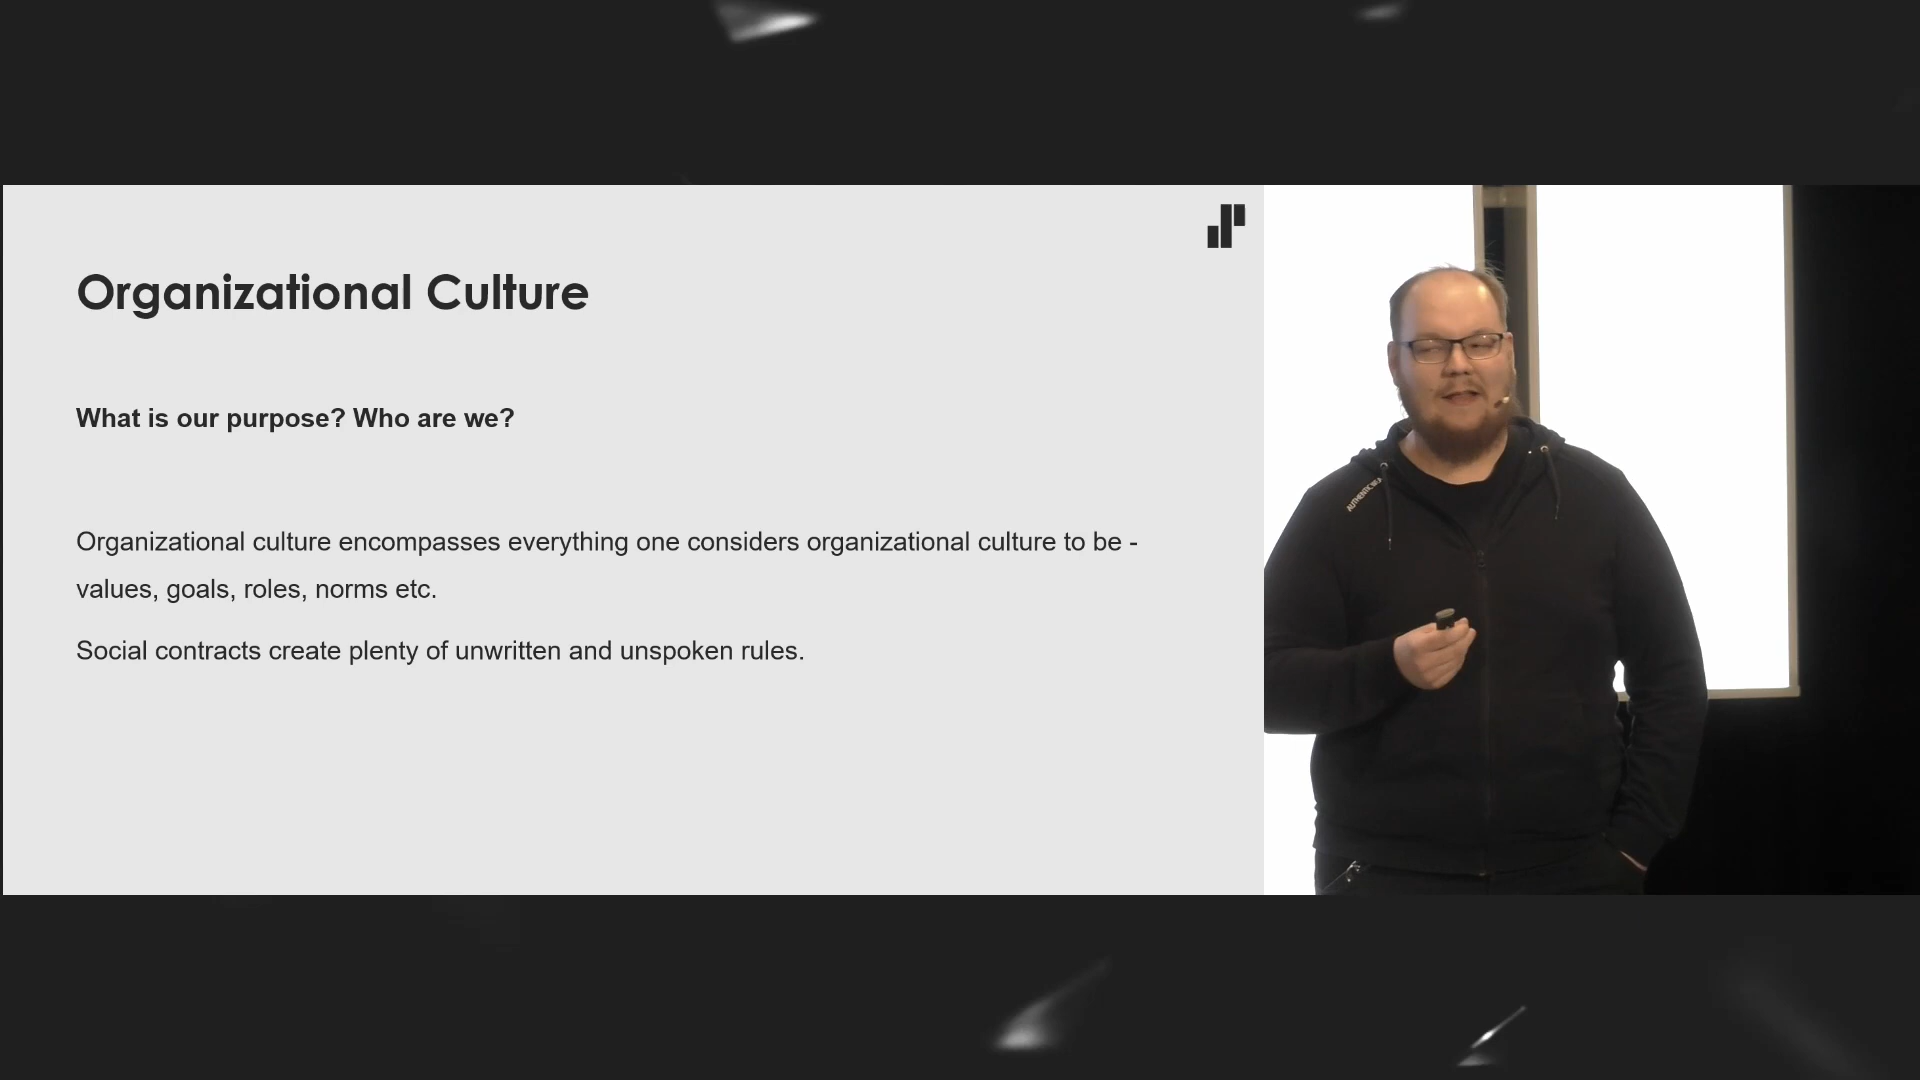 Organizational Culture
What is our purpose? Who are we?
Organizational culture encompasses everything one considers organizational culture to be -
values, goals, roles, norms etc.
Social contracts create plenty of unwritten and unspoken rules.
AUTHENTIC